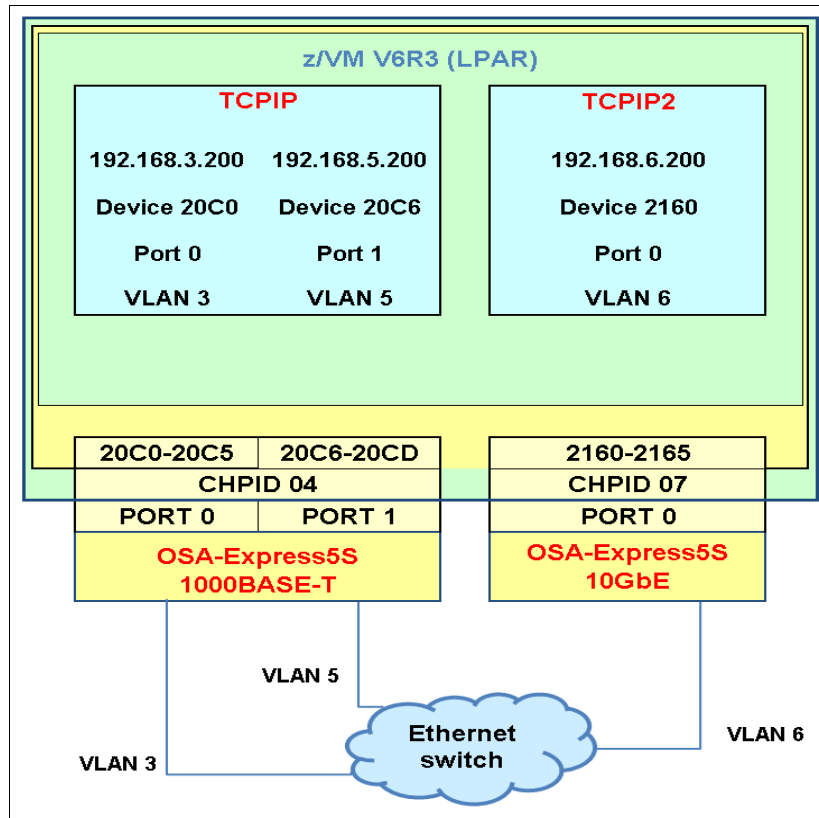 z/VM V6R3 (LPAR)
TCPIP
192.168.3.200 192.168.5.200
Device 20C0 Device 20C6
Port 0 Port 1
VLAN 3 VLAN 5
TCPIP2
192.168.6.200
Device 2160
Port 0
VLAN 6
20C0-20C5 20C6-20CD
CHPID 04
PORT 0 PORT 1
OSA-Express5S
1000BASE-T
2160-2165
CHPID 07
PORT 0
OSA-Express5S
10GbE
VLAN 5
VLAN 3
Ethernet
switch
VLAN 6